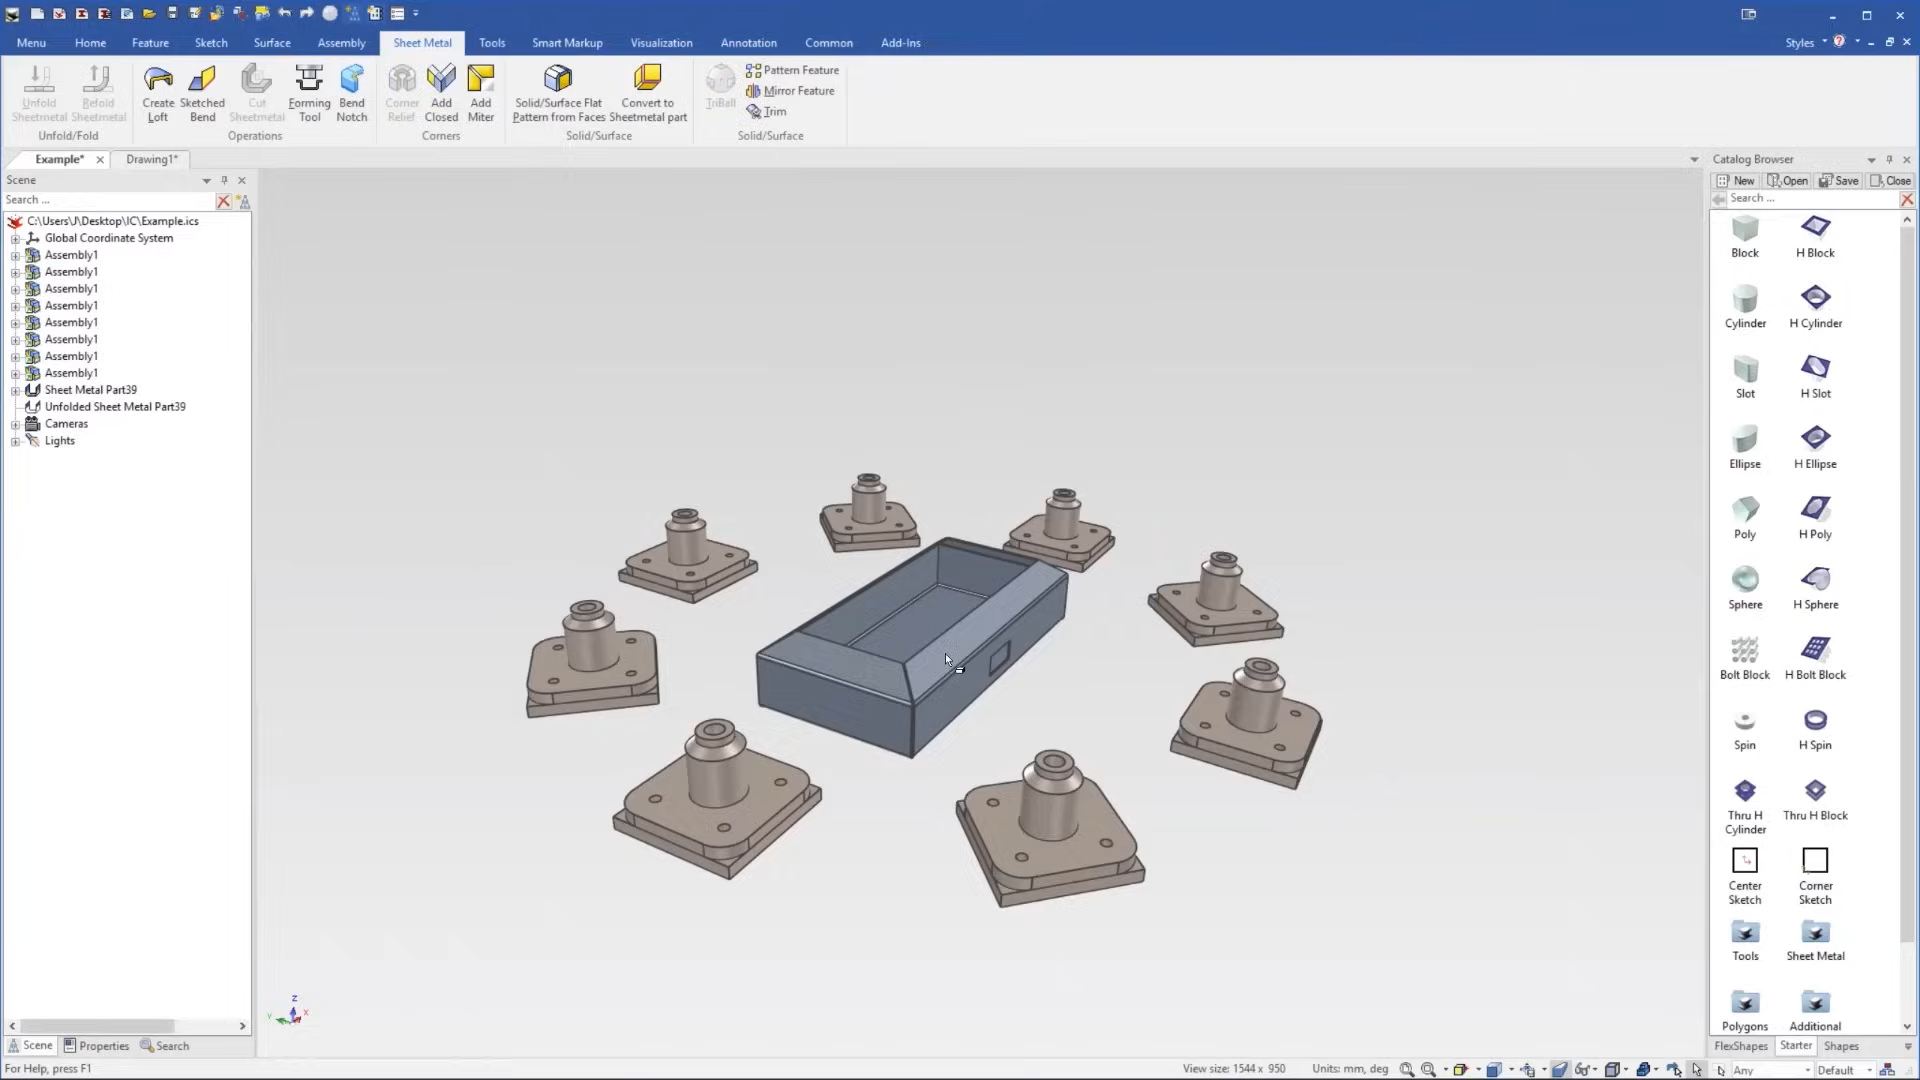 Menu Home Feature Sketch Surface Assembly Sheet Metal Tools Smart Markup Visualization Annotation Common Add-Ins Styles
Unfold Sheetmetal
Refold Sheetmetal
Unfold/Fold
Create Loft
Sketched Bend
Cut Sheetmetal
Forming Tool
Bend Notch
Operations
Corner Relief
Add Closed
Add Miter
Corners
Solid/Surface Flat Pattern from Faces
Convert to Sheetmetal part
Solid/Surface
TriBall
Pattern Feature
Mirror Feature
Trim
Solid/Surface
Example* Drawing1*
Scene
Search ...
C:\Users\J\Desktop\IC\Example.ics
Global Coordinate System
Assembly1
Assembly1
Assembly1
Assembly1
Assembly1
Assembly1
Assembly1
Assembly1
Sheet Metal Part39
Unfolded Sheet Metal Part39
Cameras
Lights
Z
Y X
Scene Properties Search
Catalog Browser
New Open Save Close
Search ...
Block H Block
Cylinder H Cylinder
Slot H Slot
Ellipse H Ellipse
Poly H Poly
Sphere H Sphere
Bolt Block H Bolt Block
Spin H Spin
Thru H Cylinder
Thru H Block
Center Sketch
Corner Sketch
Tools Sheet Metal
Polygons Additional
FlexShapes Starter Shapes
For Help, press F1
View size: 1544 x 950 Units: mm, deg Any Default